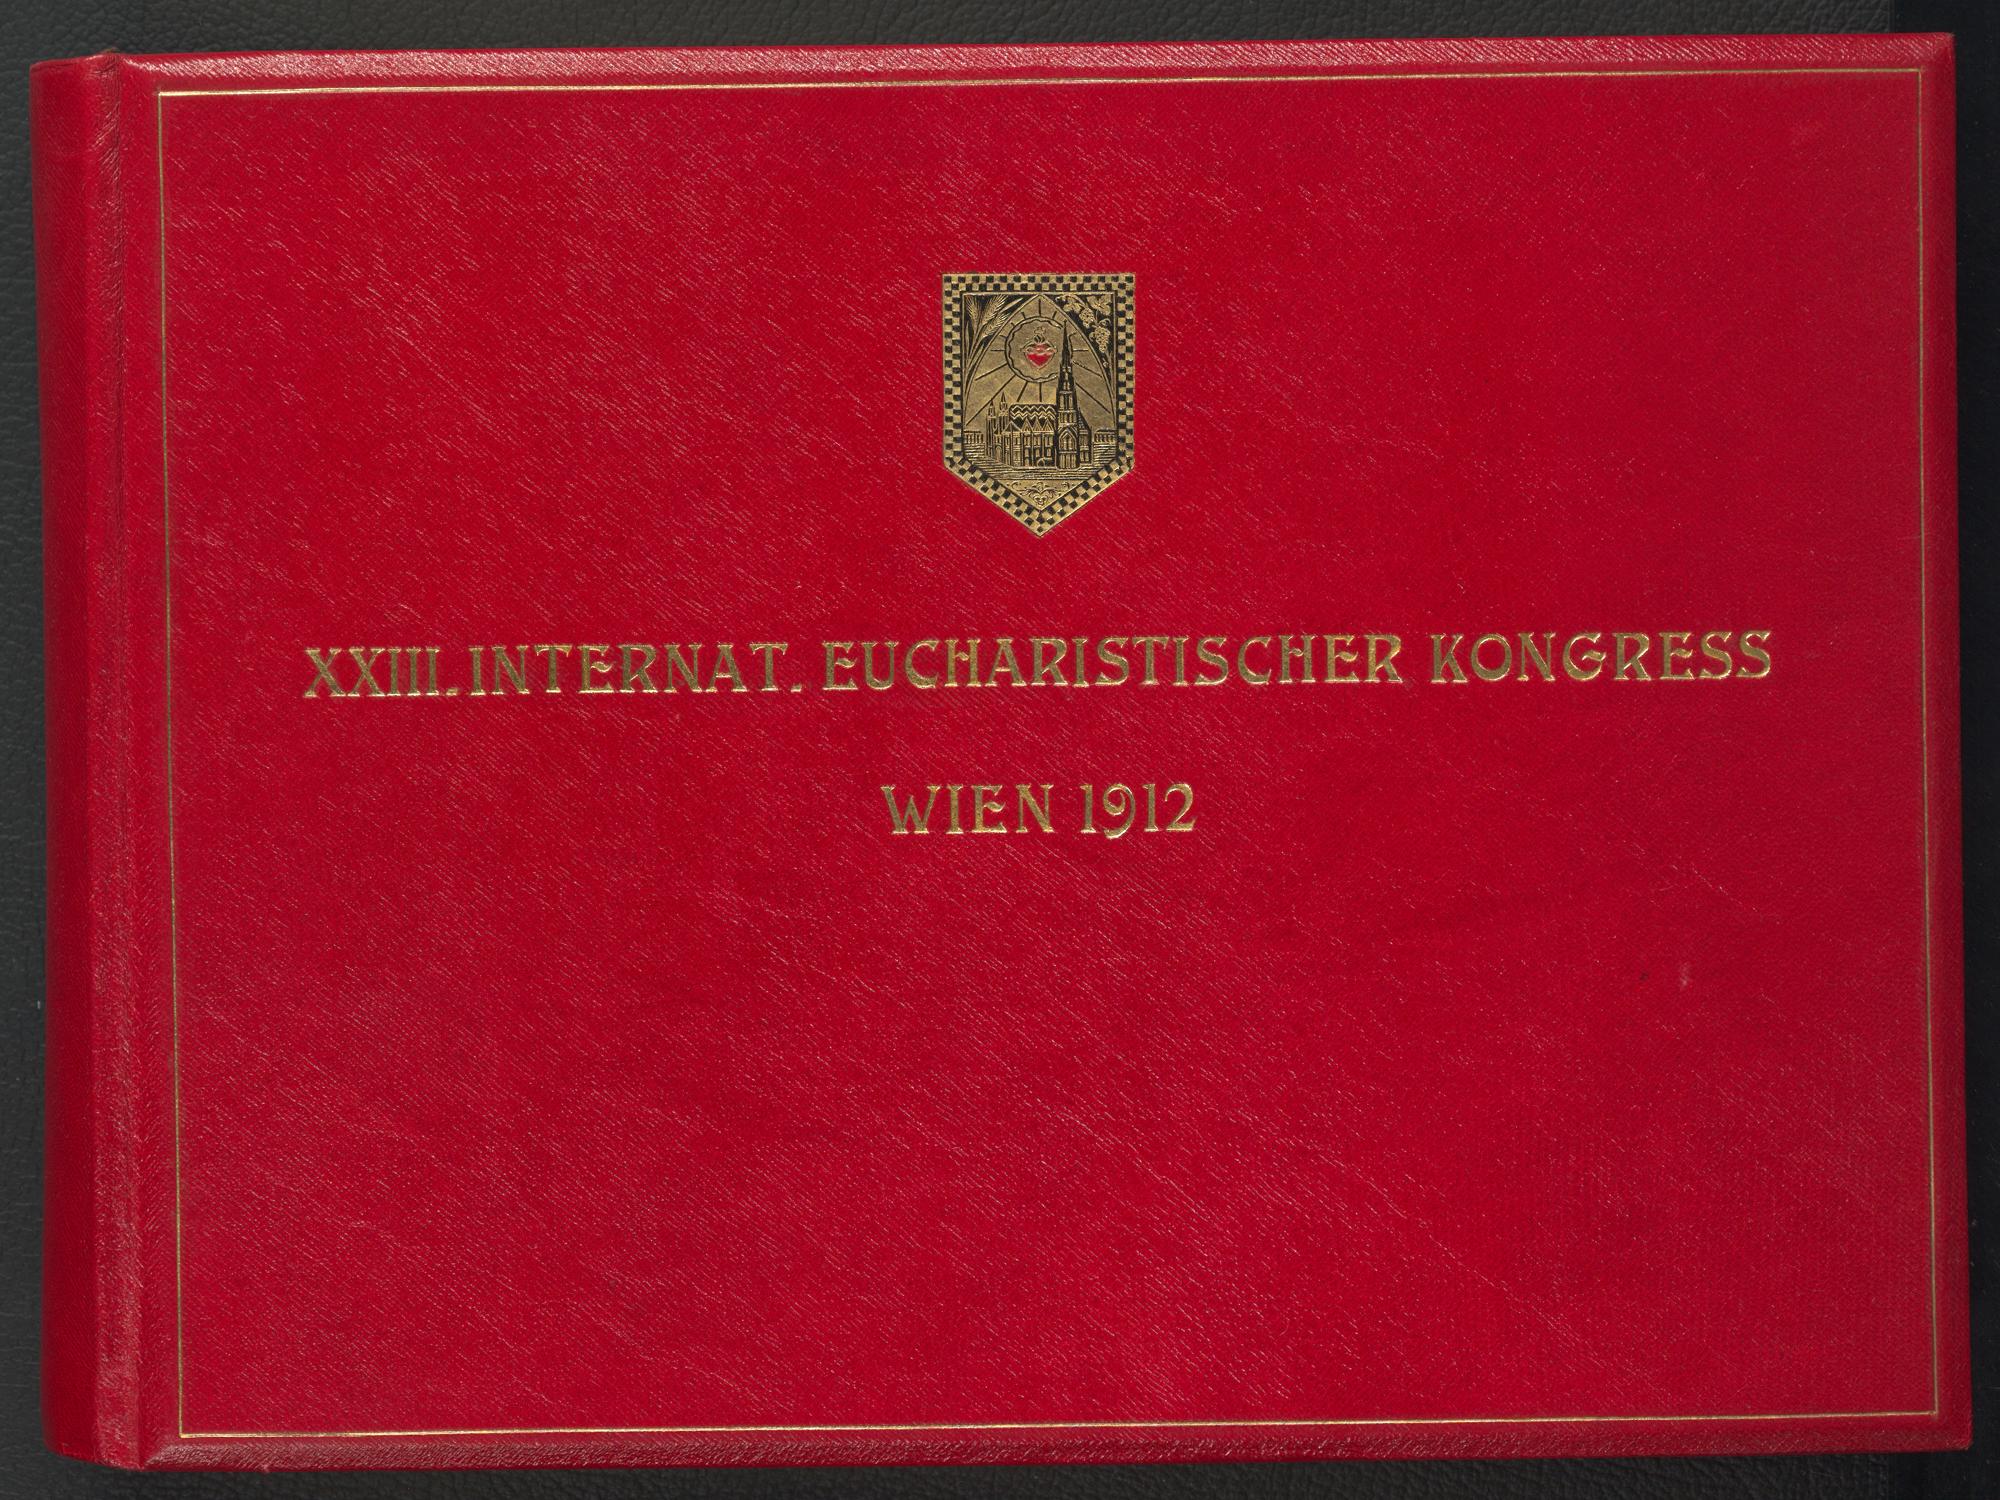 XXIII. INTERNAT. EUCHARISTISCHER KONGRESS
WIEN 1912